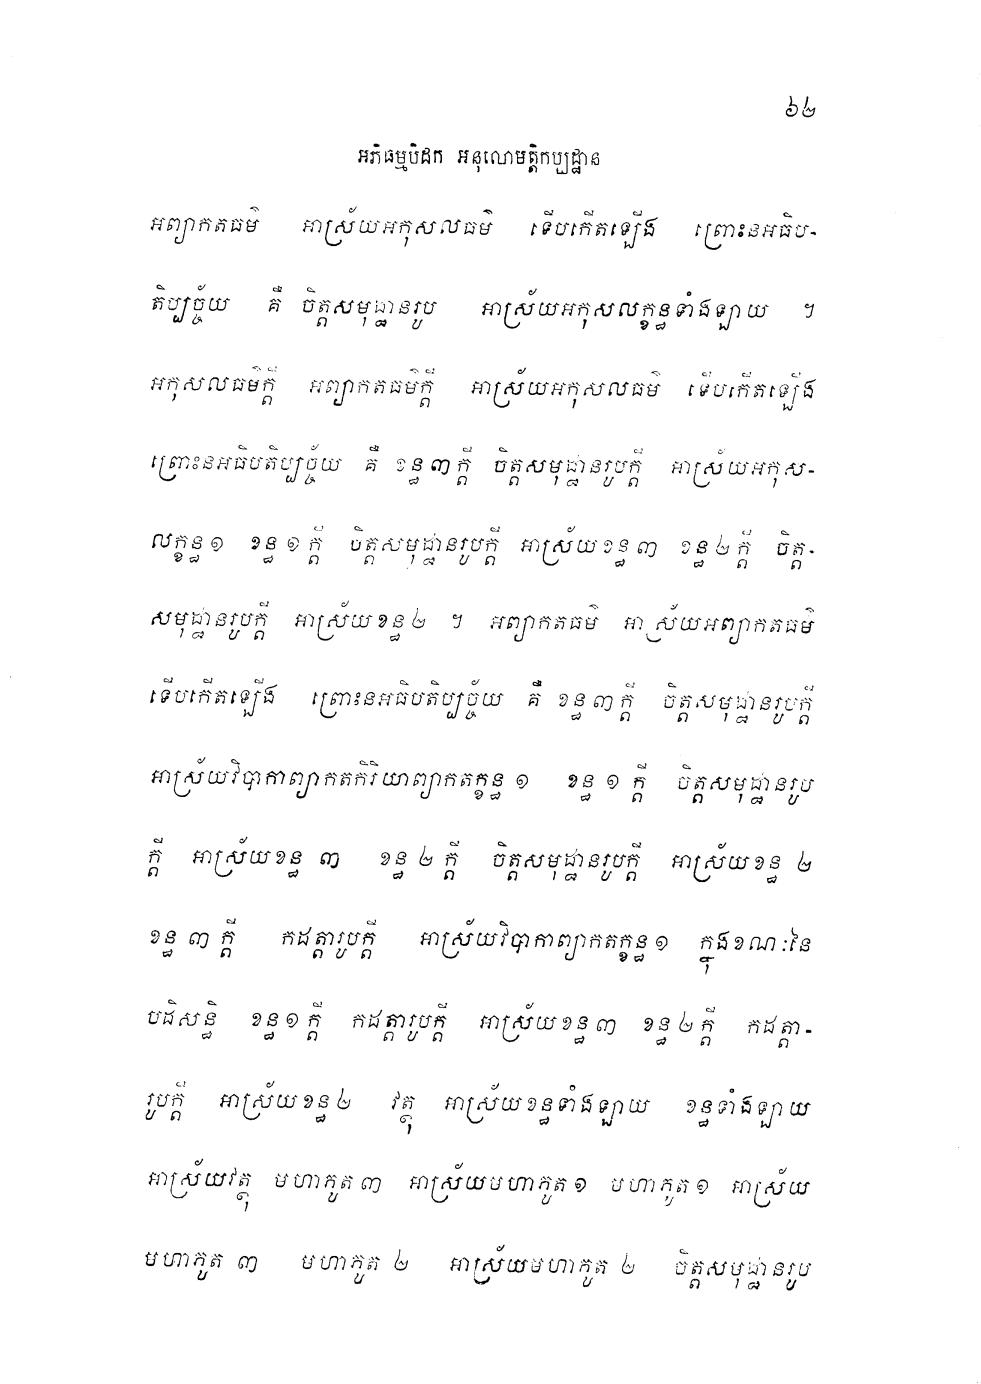 ៦២
អភិធម្មបិដក អនុលោមត្តិកប្បដ្ឋាន
អព្យាកតធម៌ អាស្រ័យអកុសលធម៌ ទើបកើតឡើង ព្រោះនអធិប-
តិប្បច្ច័យ គឺ ចិត្តសមុដ្ឋានរូប អាស្រ័យអកុសលក្ខន្ធទាំងឡាយ ។
អកុសលធម៌ក្តី អព្យាកតធម៌ក្តី អាស្រ័យអកុសលធម៌ ទើបកើតឡើង
ព្រោះនអធិបតិប្បច្ច័យ គឺ ខន្ធ៣ក្តី ចិត្តសមុដ្ឋានរូបក្តី អាស្រ័យអកុស-
លក្ខន្ធ១ ខន្ធ១ក្តី ចិត្តសមុដ្ឋានរូបក្តី អាស្រ័យខន្ធ៣ ខន្ធ២ក្តី ចិត្ត-
សមុដ្ឋានរូបក្តី អាស្រ័យខន្ធ២ ។ អព្យាកតធម៌ អាស្រ័យអព្យាកតធម៌
ទើបកើតឡើង ព្រោះនអធិបតិប្បច្ច័យ គឺ ខន្ធ៣ក្តី ចិត្តសមុដ្ឋានរូបក្តី
អាស្រ័យវិបាកាព្យាកតកិរិយាព្យាកតក្ខន្ធ ១ ខន្ធ ១ ក្តី ចិត្តសមុដ្ឋានរូប
ក្តី អាស្រ័យខន្ធ ៣ ខន្ធ ២ ក្តី ចិត្តសមុដ្ឋានរូបក្តី អាស្រ័យខន្ធ ២
ខន្ធ ៣ ក្តី កដត្តារូបក្តី អាស្រ័យវិបាកាព្យាកតក្ខន្ធ១ ក្នុងខណៈនៃ
បដិសន្ធិ ខន្ធ១ក្តី កដត្តារូបក្តី អាស្រ័យខន្ធ៣ ខន្ធ២ក្តី កដត្តា-
រូបក្តី អាស្រ័យខន្ធ២ វត្ថុ អាស្រ័យខន្ធទាំងឡាយ ខន្ធទាំងឡាយ
អាស្រ័យវត្ថុ មហាភូត៣ អាស្រ័យមហាភូត១ មហាភូត១ អាស្រ័យ
មហាភូត ៣ មហាភូត ២ អាស្រ័យមហាភូត ២ ចិត្តសមុដ្ឋានរូប